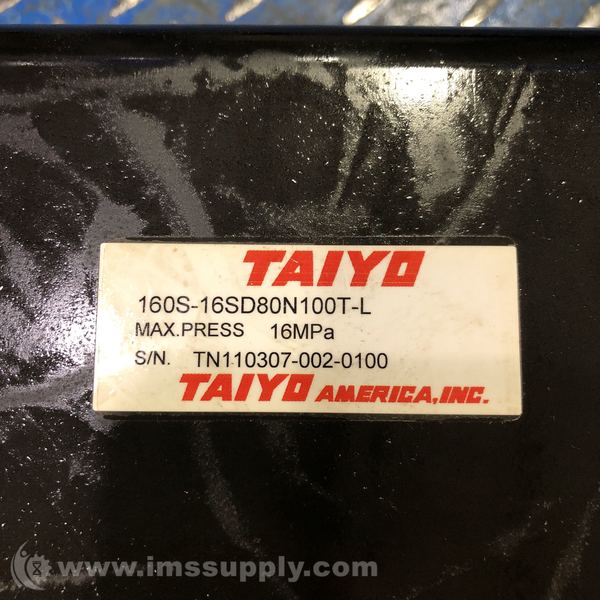 TAIYO
160S-16SD80N100T-L
MAX.PRESS 16MPa
S/N. TN110307-002-0100
TAIYO AMERICA,INC.
www.imssupply.com